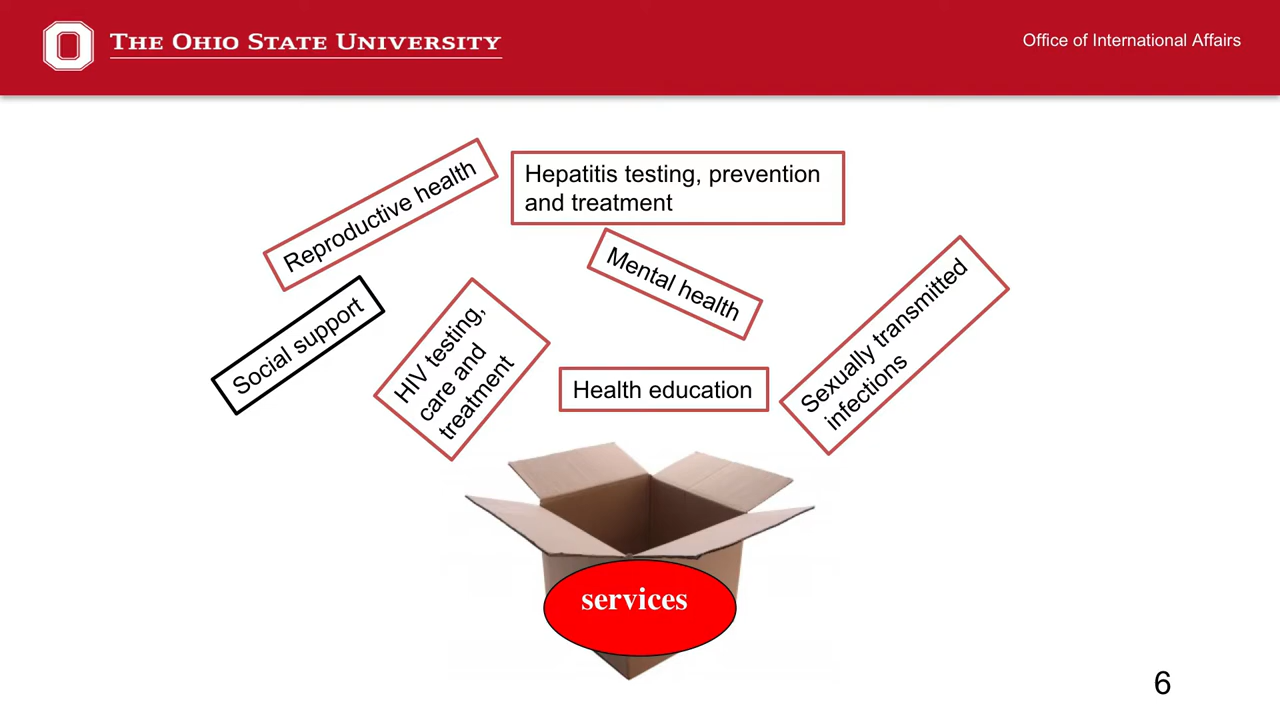 THE OHIO STATE UNIVERSITY
Office of International Affairs
Reproductive health
Hepatitis testing, prevention
and treatment
Mental health
Sexually transmitted
infections
Social support
HIV testing,
care and
treatment
Health education
services
6